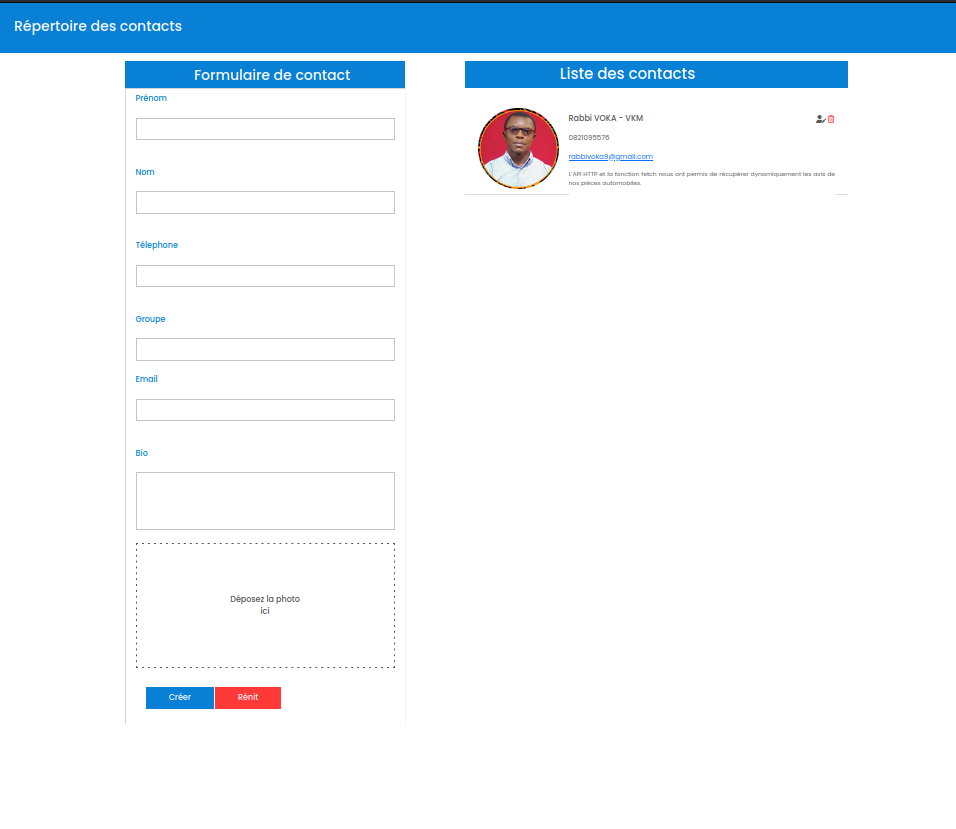 Répertoire des contacts
Formulaire de contact
Prénom
Nom
Télephone
Groupe
Email
Bio
Déposez la photo
ici
Créer
Rénit
Liste des contacts
Rabbi VOKA - VKM
0821095576
rabbivoka9@gmail.com
L'API HTTP et la fonction fetch nous ont permis de récupérer dynamiquement les avis de
nos pièces automobiles.